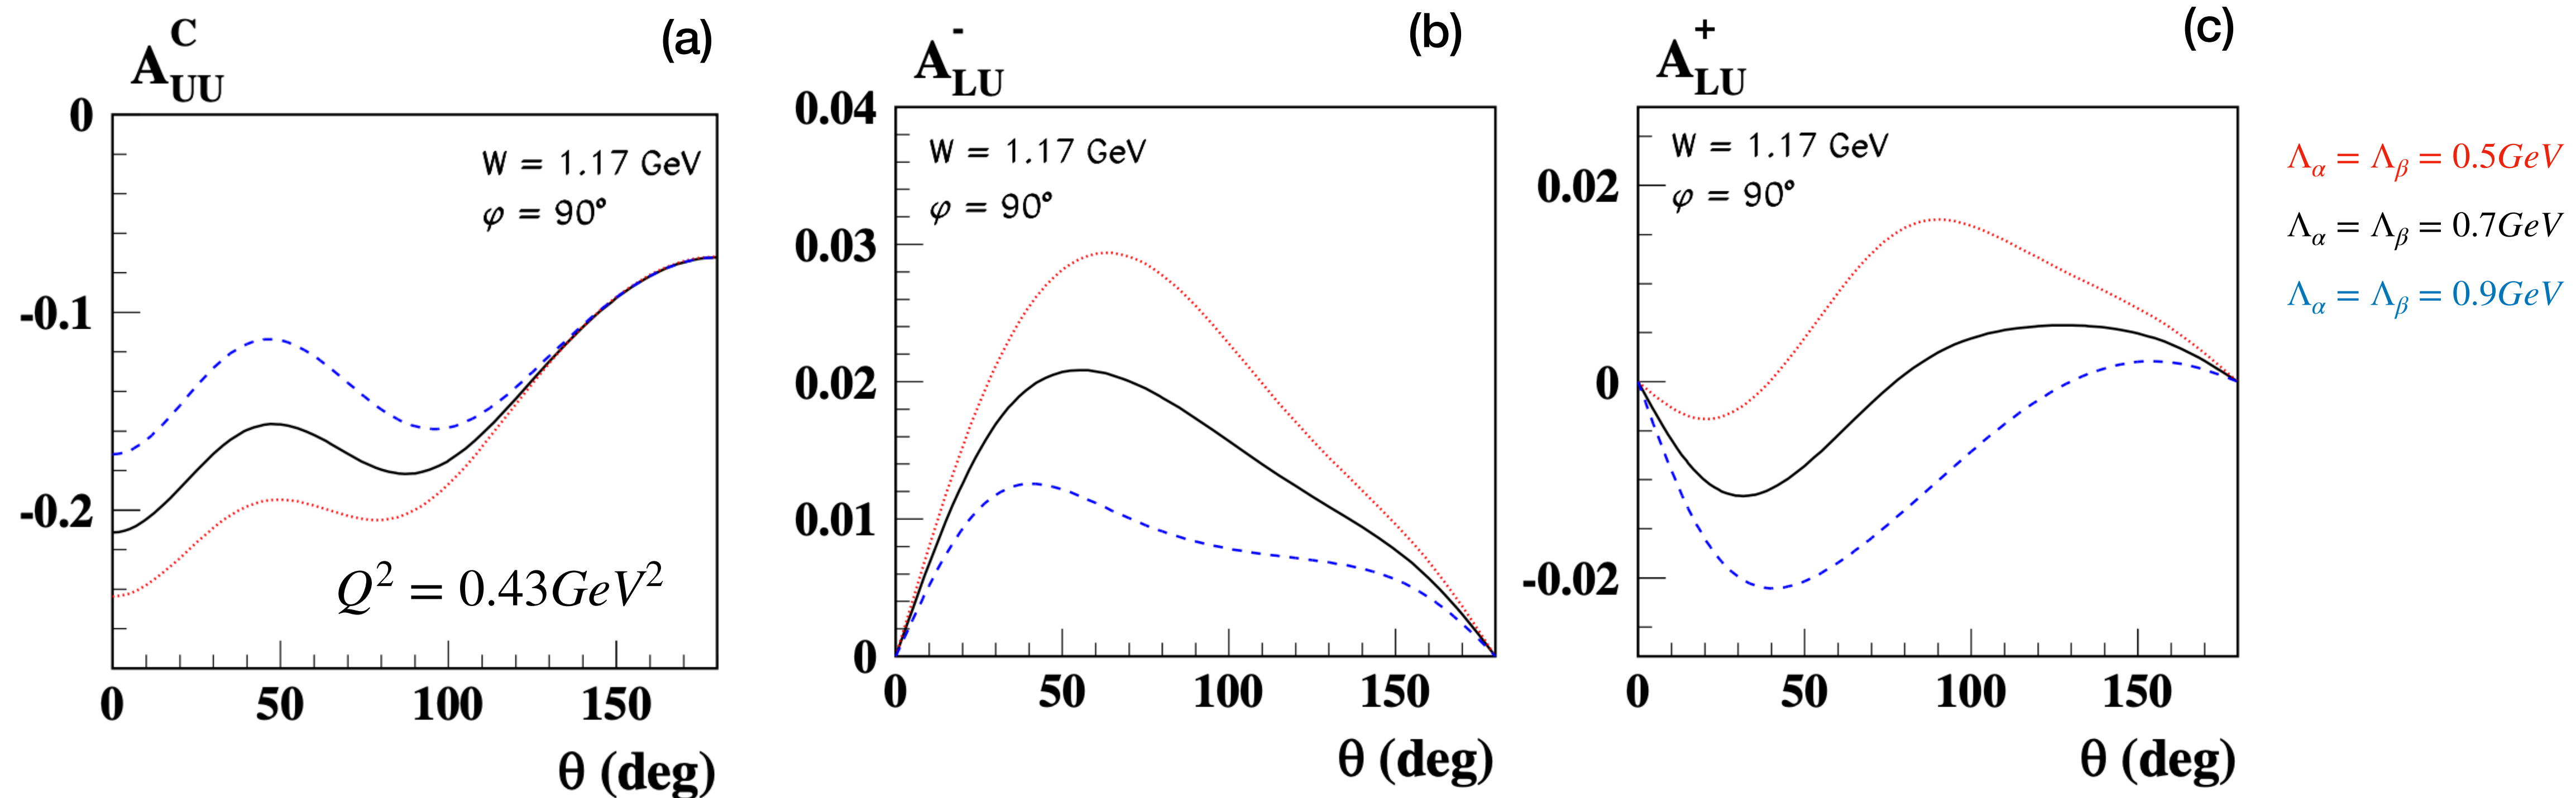 A^C_UU
(a)
0
-0.1
-0.2
W = 1.17 GeV
φ = 90°
Q² = 0.43GeV²
0 50 100 150
θ (deg)
A^-_LU
(b)
0.04
0.03
0.02
0.01
0
W = 1.17 GeV
φ = 90°
0 50 100 150
θ (deg)
A^+_LU
(c)
0.02
0
-0.02
W = 1.17 GeV
φ = 90°
0 50 100 150
θ (deg)
Λ_α = Λ_β = 0.5GeV
Λ_α = Λ_β = 0.7GeV
Λ_α = Λ_β = 0.9GeV